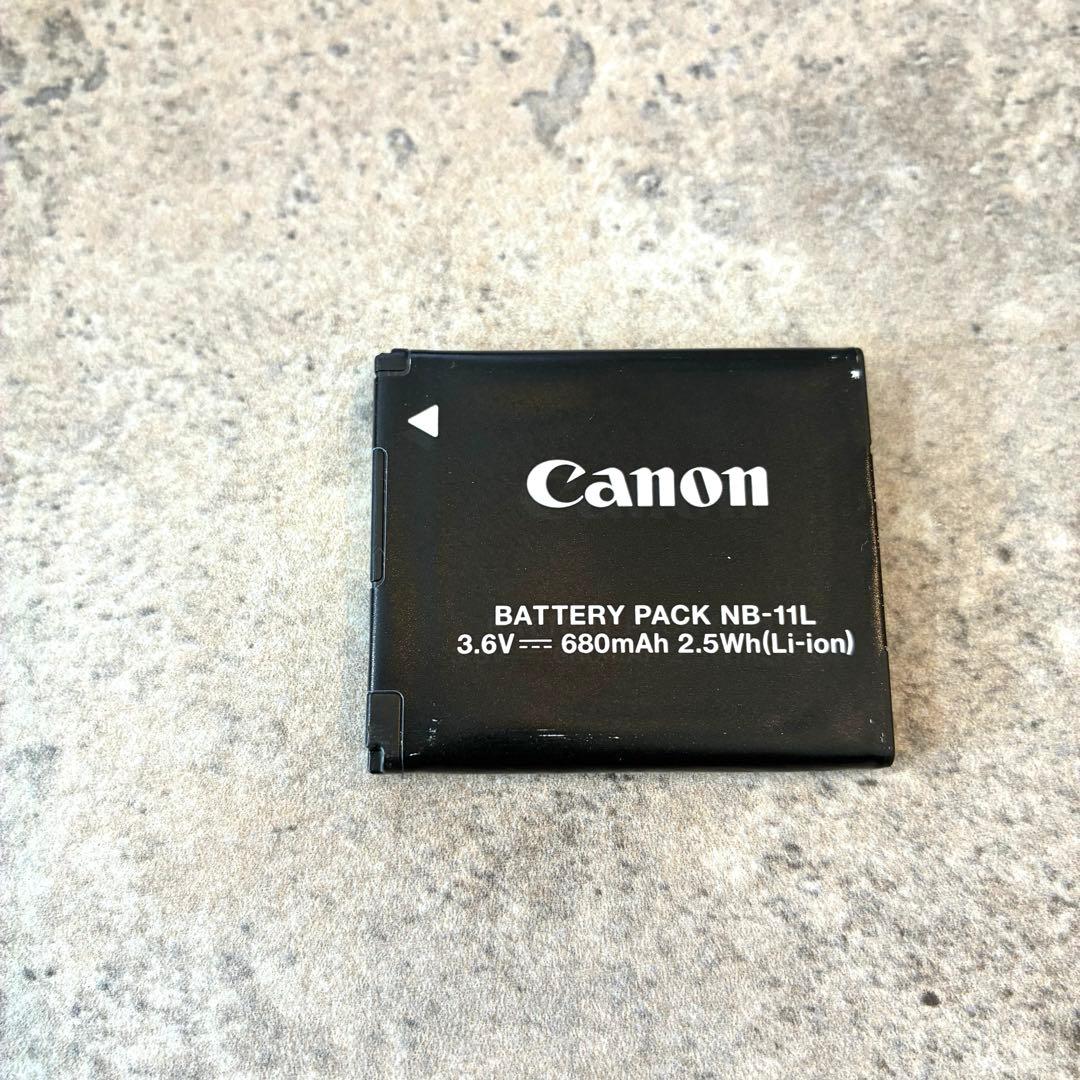 Canon
BATTERY PACK NB-11L
3.6V⎓ 680mAh 2.5Wh(Li-ion)